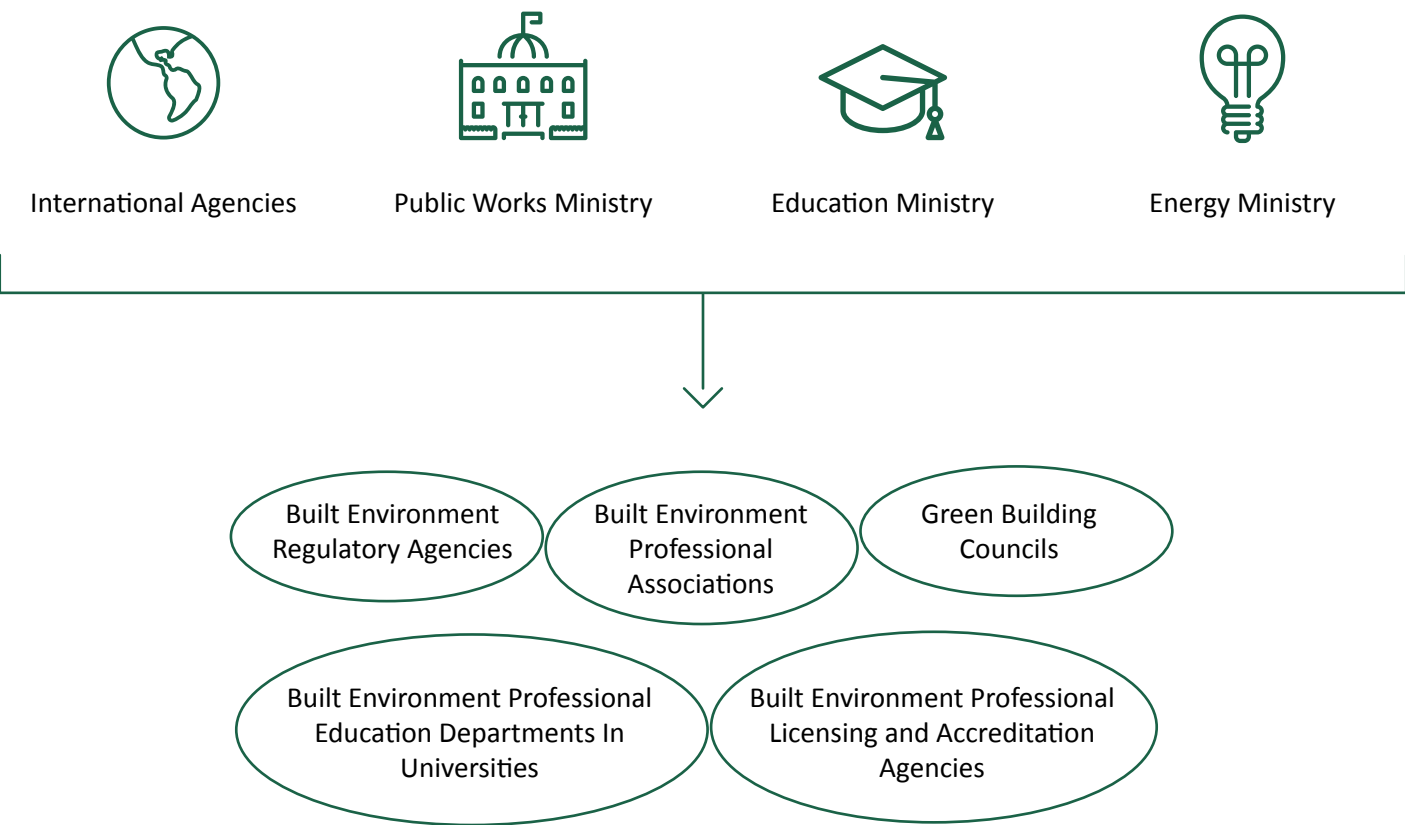 International Agencies
Public Works Ministry
Education Ministry
Energy Ministry
Built Environment
Regulatory Agencies
Built Environment
Professional
Associations
Green Building
Councils
Built Environment Professional
Education Departments In
Universities
Built Environment Professional
Licensing and Accreditation
Agencies